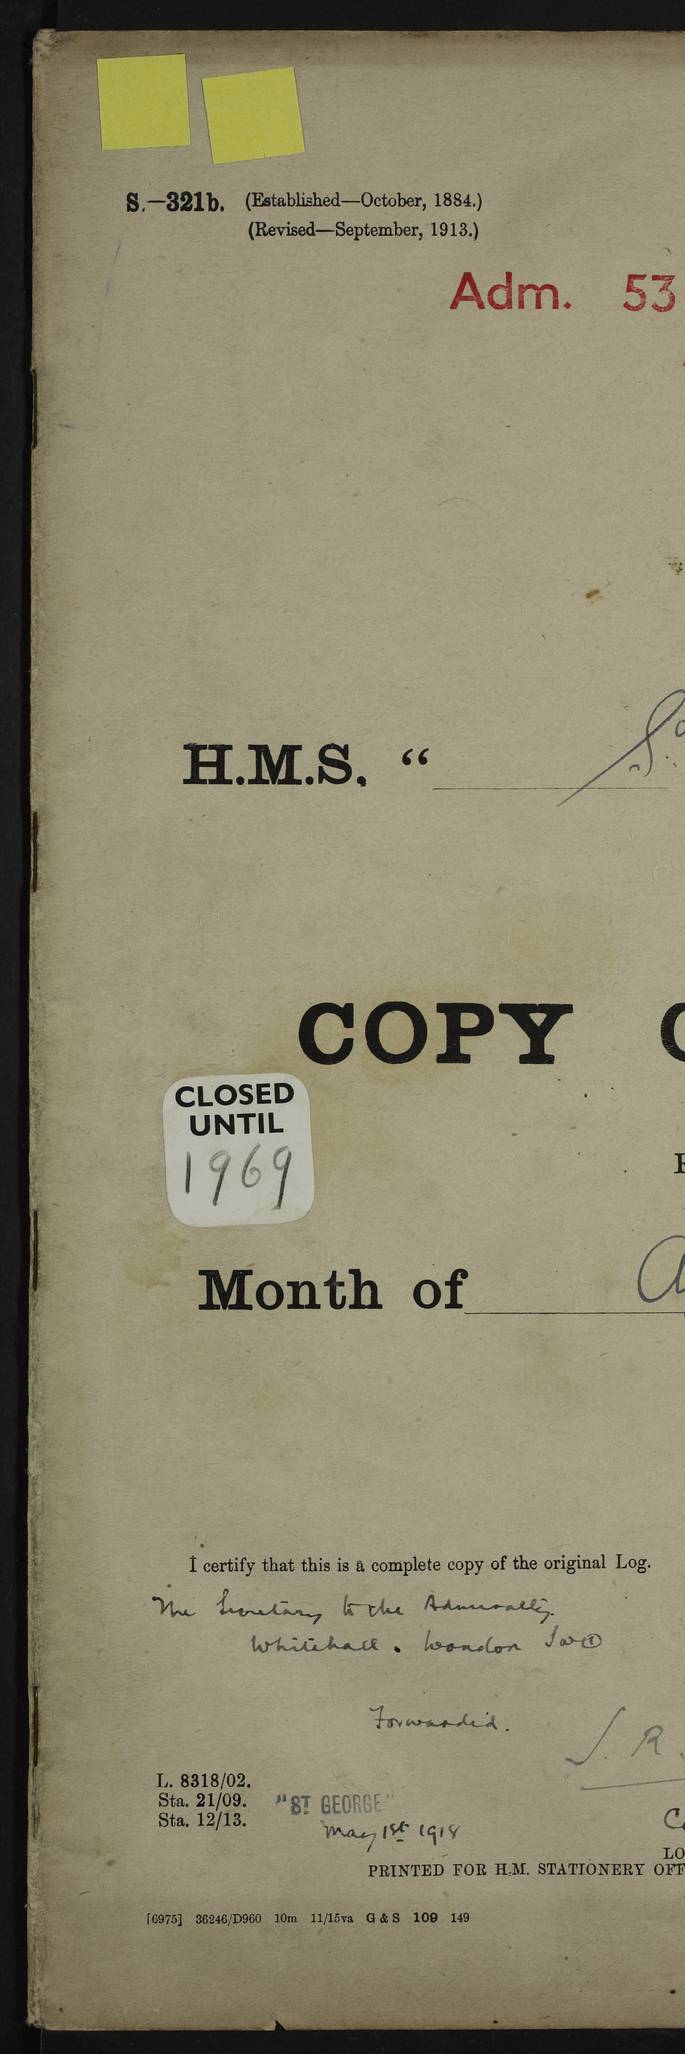 S.—321b. (Established—October, 1884.)
(Revised—September, 1913.)
Adm. 53
H.M.S. “
COPY
CLOSED
UNTIL
1969
Month of
I certify that this is a complete copy of the original Log.
The Secretary to the Admiralty.
Whitehall. London SW①
Forwarded.
J. R.
L. 8318/02.
Sta. 21/09.
Sta. 12/13.
"ST GEORGE"
May 1st 1918
LO
PRINTED FOR H.M. STATIONERY OFF
[6975] 36246/D960 10m 11/15va G & S 109 149